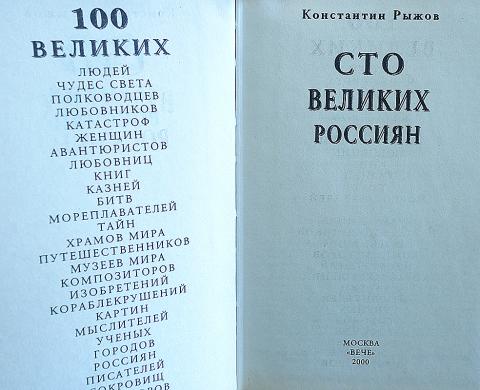 100
ВЕЛИКИХ
ЛЮДЕЙ
ЧУДЕС СВЕТА
ПОЛКОВОДЦЕВ
ЛЮБОВНИКОВ
КАТАСТРОФ
ЖЕНЩИН
АВАНТЮРИСТОВ
ЛЮБОВНИЦ
КНИГ
КАЗНЕЙ
БИТВ
МОРЕПЛАВАТЕЛЕЙ
ТАЙН
ХРАМОВ МИРА
ПУТЕШЕСТВЕННИКОВ
МУЗЕЕВ МИРА
КОМПОЗИТОРОВ
ИЗОБРЕТЕНИЙ
КОРАБЛЕКРУШЕНИЙ
КАРТИН
МЫСЛИТЕЛЕЙ
УЧЕНЫХ
ГОРОДОВ
РОССИЯН
ПИСАТЕЛЕЙ
СОКРОВИЩ
Константин Рыжов
СТО
ВЕЛИКИХ
РОССИЯН
МОСКВА
«ВЕЧЕ»
2000